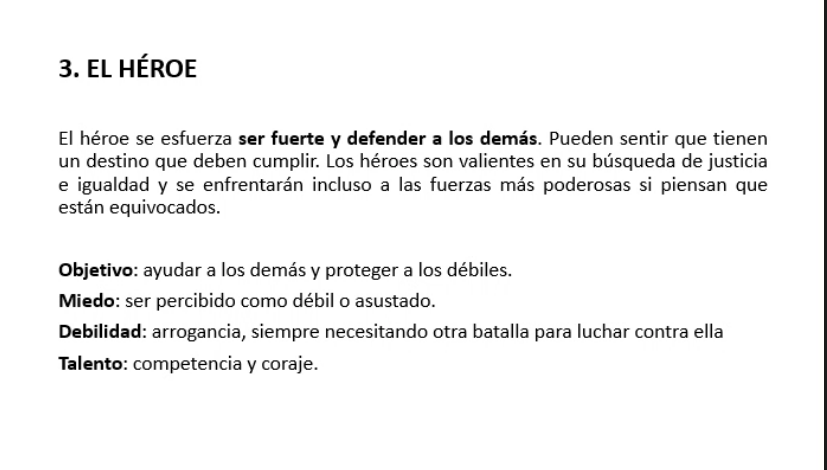 3. EL HÉROE
El héroe se esfuerza ser fuerte y defender a los demás. Pueden sentir que tienen
un destino que deben cumplir. Los héroes son valientes en su búsqueda de justicia
e igualdad y se enfrentarán incluso a las fuerzas más poderosas si piensan que
están equivocados.
Objetivo: ayudar a los demás y proteger a los débiles.
Miedo: ser percibido como débil o asustado.
Debilidad: arrogancia, siempre necesitando otra batalla para luchar contra ella
Talento: competencia y coraje.